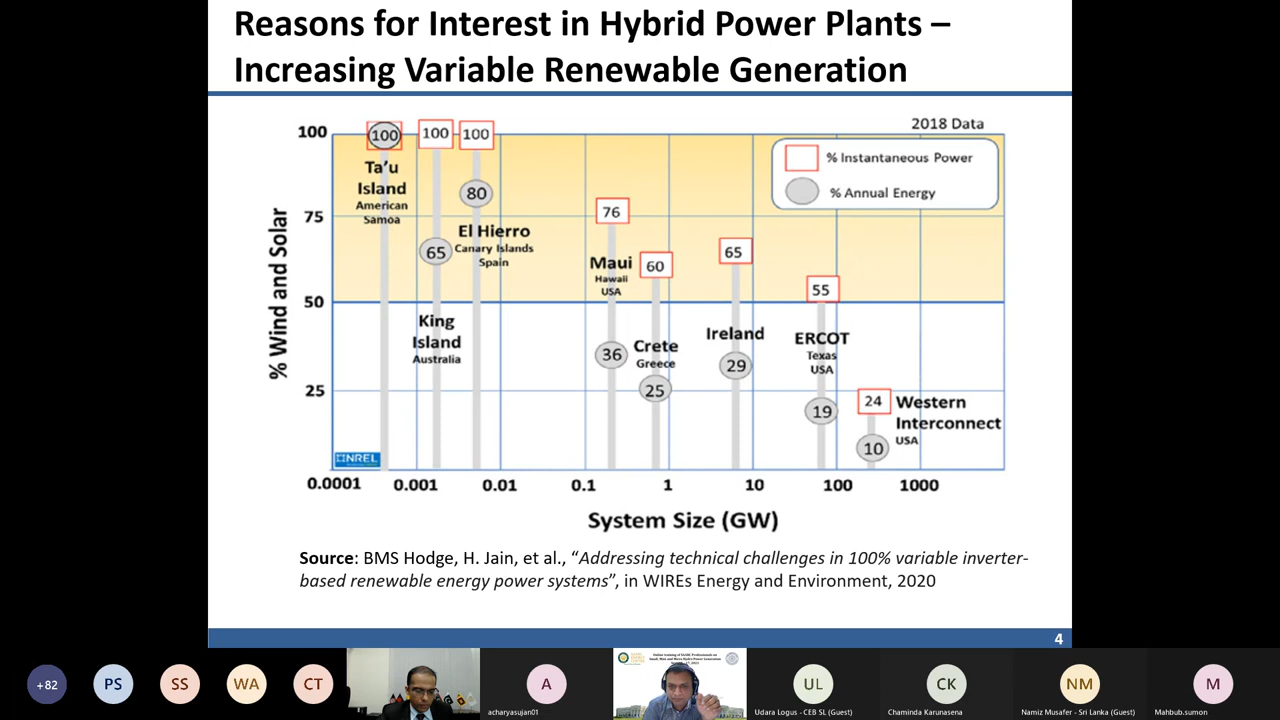 Reasons for Interest in Hybrid Power Plants –
Increasing Variable Renewable Generation
2018 Data
% Instantaneous Power
% Annual Energy
% Wind and Solar
100
75
50
25
0
100
Ta’u
Island
American
Samoa
100
65
King
Island
Australia
100
80
El Hierro
Canary Islands
Spain
76
Maui
Hawaii
USA
36
60
Crete
Greece
25
65
Ireland
29
55
ERCOT
Texas
USA
19
24
Western
Interconnect
USA
10
NREL
0.0001 0.001 0.01 0.1 1 10 100 1000
System Size (GW)
Source: BMS Hodge, H. Jain, et al., “Addressing technical challenges in 100% variable inverter-
based renewable energy power systems”, in WIREs Energy and Environment, 2020
4
+82
PS
SS
WA
CT
A
acharyasujan01
UL
Udara Logus - CEB SL (Guest)
CK
Chaminda Karunasena
NM
Namiz Musafer - Sri Lanka (Guest)
M
Mahbub.sumon